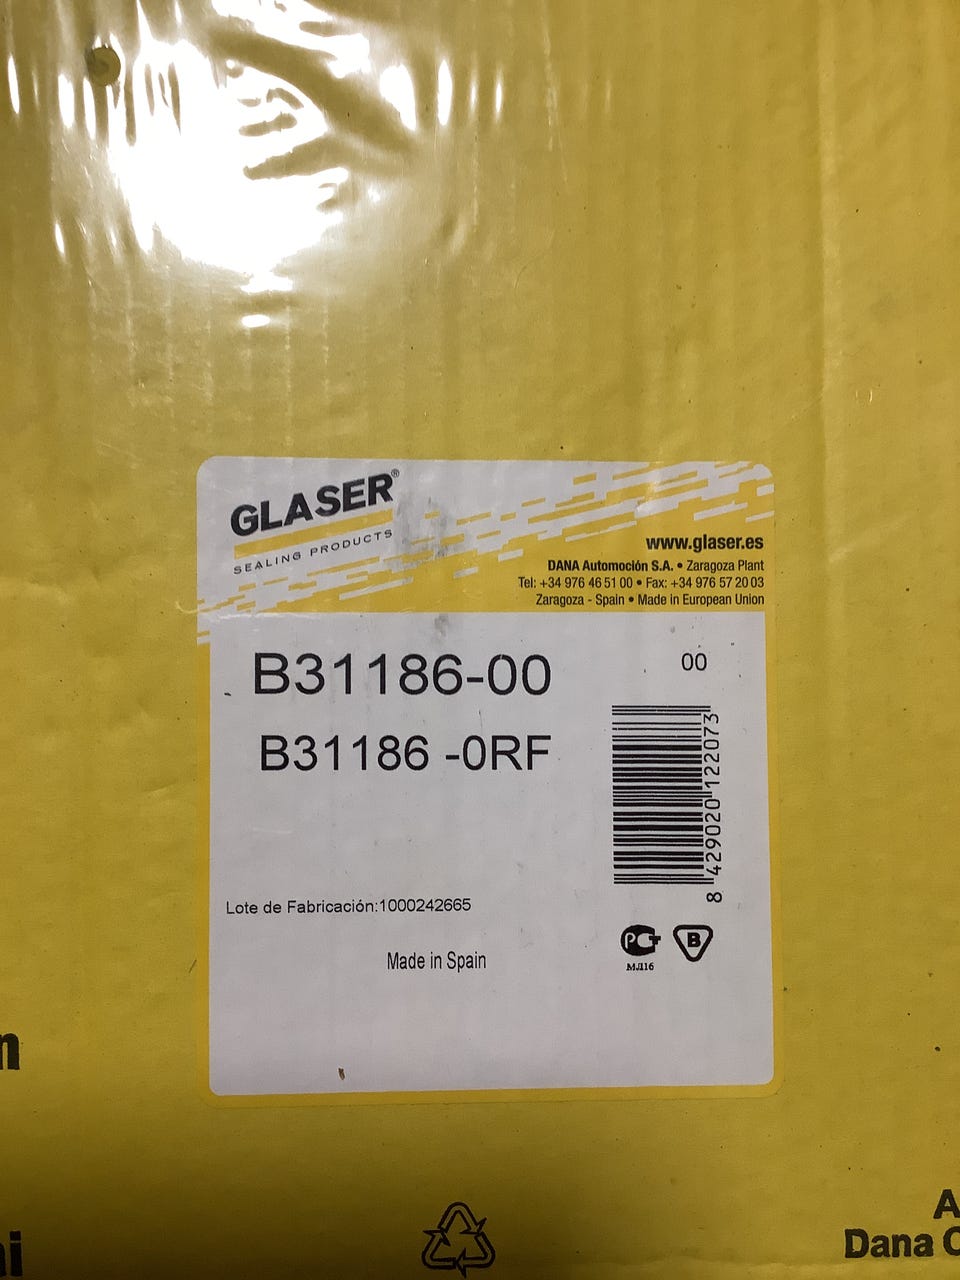 GLASER®
SEALING PRODUCTS
www.glaser.es
DANA Automoción S.A. • Zaragoza Plant
Tel: +34 976 46 51 00 • Fax: +34 976 57 20 03
Zaragoza - Spain • Made in European Union
B31186-00
00
B31186 -0RF
8 429020 122073
Lote de Fabricación:1000242665
Made in Spain
РСТ
МЛ16
B
n
ni
A
Dana C